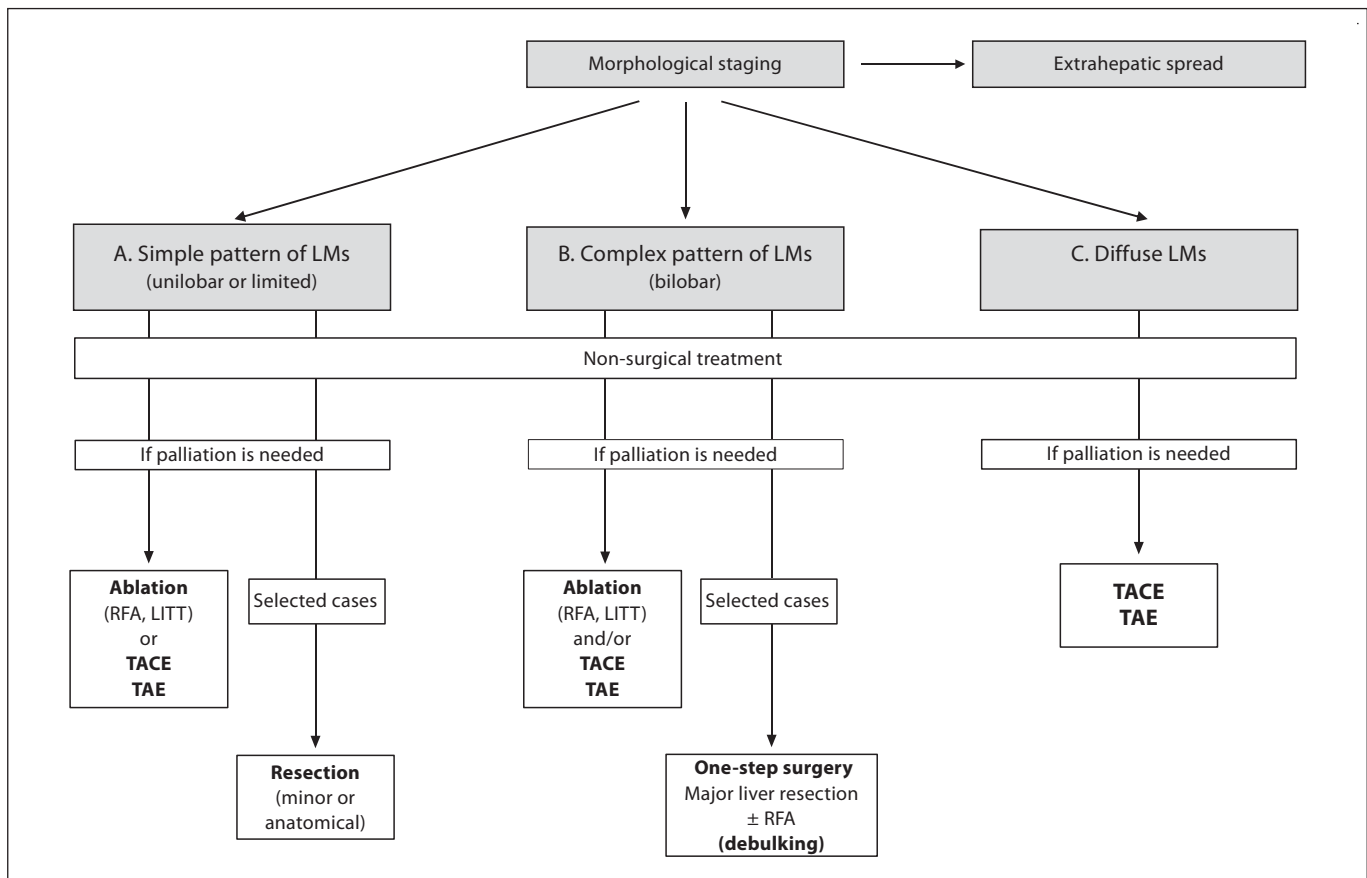 Morphological staging
Extrahepatic spread
A. Simple pattern of LMs
(unilobar or limited)
B. Complex pattern of LMs
(bilobar)
C. Diffuse LMs
Non-surgical treatment
If palliation is needed
If palliation is needed
If palliation is needed
Ablation
(RFA, LITT)
or
TACE
TAE
Selected cases
Ablation
(RFA, LITT)
and/or
TACE
TAE
Selected cases
TACE
TAE
Resection
(minor or
anatomical)
One-step surgery
Major liver resection
± RFA
(debulking)